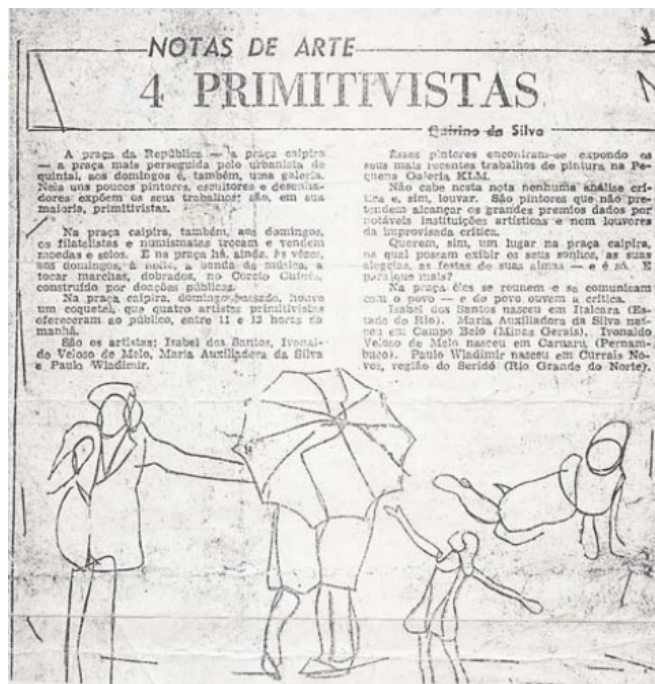 NOTAS DE ARTE
4 PRIMITIVISTAS
Quirino da Silva
A praça da República — a praça caipira
— a praça mais perseguida pelo urbanista de
quintal, aos domingos é, também, uma galeria.
Nela uns poucos pintores, escultores e desenha-
dores expõem os seus trabalhos: são, em sua
maioria, primitivistas.
Na praça caipira, também, aos domingos,
os filatelistas e numismatas trocam e vendem
moedas e selos. E na praça há, ainda, às vêzes,
aos domingos, à noite, a banda de música, a
tocar marchas, dobrados, no Coreto Chinês,
construído por doações públicas.
Na praça caipira, domingo passado, houve
um coquetel, que quatro artistas primitivistas
ofereceram ao público, entre 11 e 12 horas da
manhã.
São os artistas: Isabel dos Santos, Ivonal-
do Veloso de Melo, Maria Auxiliadora da Silva
e Paulo Wladimir.
Esses pintores encontram-se expondo os
seus mais recentes trabalhos de pintura na Pe-
quena Galeria KLM.
Não cabe nesta nota nenhuma análise crí-
tica e, sim, louvar. São pintores que não pre-
tendem alcançar os grandes premios dados por
notáveis instituições artísticas e nem louvores
da improvisada crítica.
Querem, sim, um lugar na praça caipira,
na qual possam exibir os seus sonhos, as suas
alegrias, as festas de suas almas — e é só. E
para que mais?
Na praça êles se reunem e se comunicam
com o povo — e do povo ouvem a crítica.
Isabel dos Santos nasceu em Italcara (Es-
tado do Rio). Maria Auxiliadora da Silva nas-
ceu em Campo Belo (Minas Gerais). Ivonaldo
Veloso de Melo nasceu em Caruaru (Pernam-
buco). Paulo Wladimir nasceu em Currais No-
vos, região do Seridó (Rio Grande do Norte).